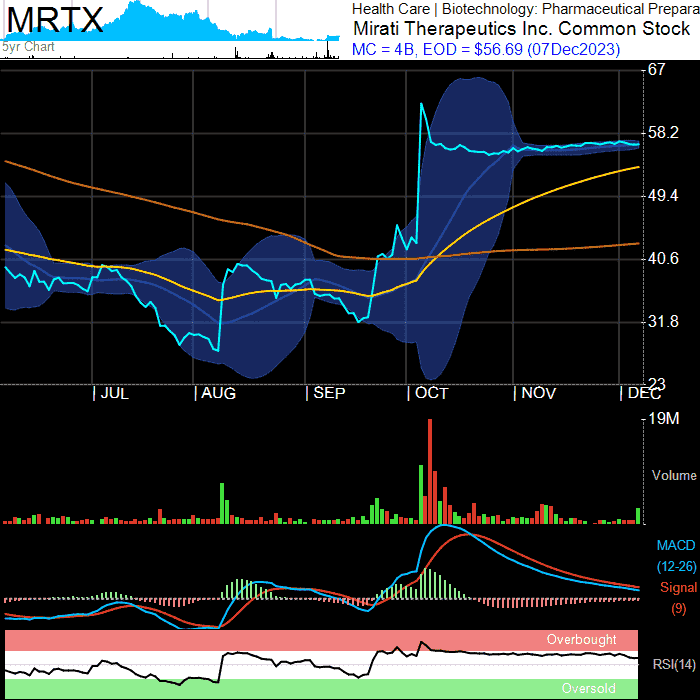 MRTX
5yr Chart
Health Care | Biotechnology: Pharmaceutical Prepara
Mirati Therapeutics Inc. Common Stock
MC = 4B, EOD = $56.69 (07Dec2023)
67
58.2
49.4
40.6
31.8
23
JUL AUG SEP OCT NOV DEC
19M
Volume
MACD
(12-26)
Signal
(9)
Overbought
RSI(14)
Oversold